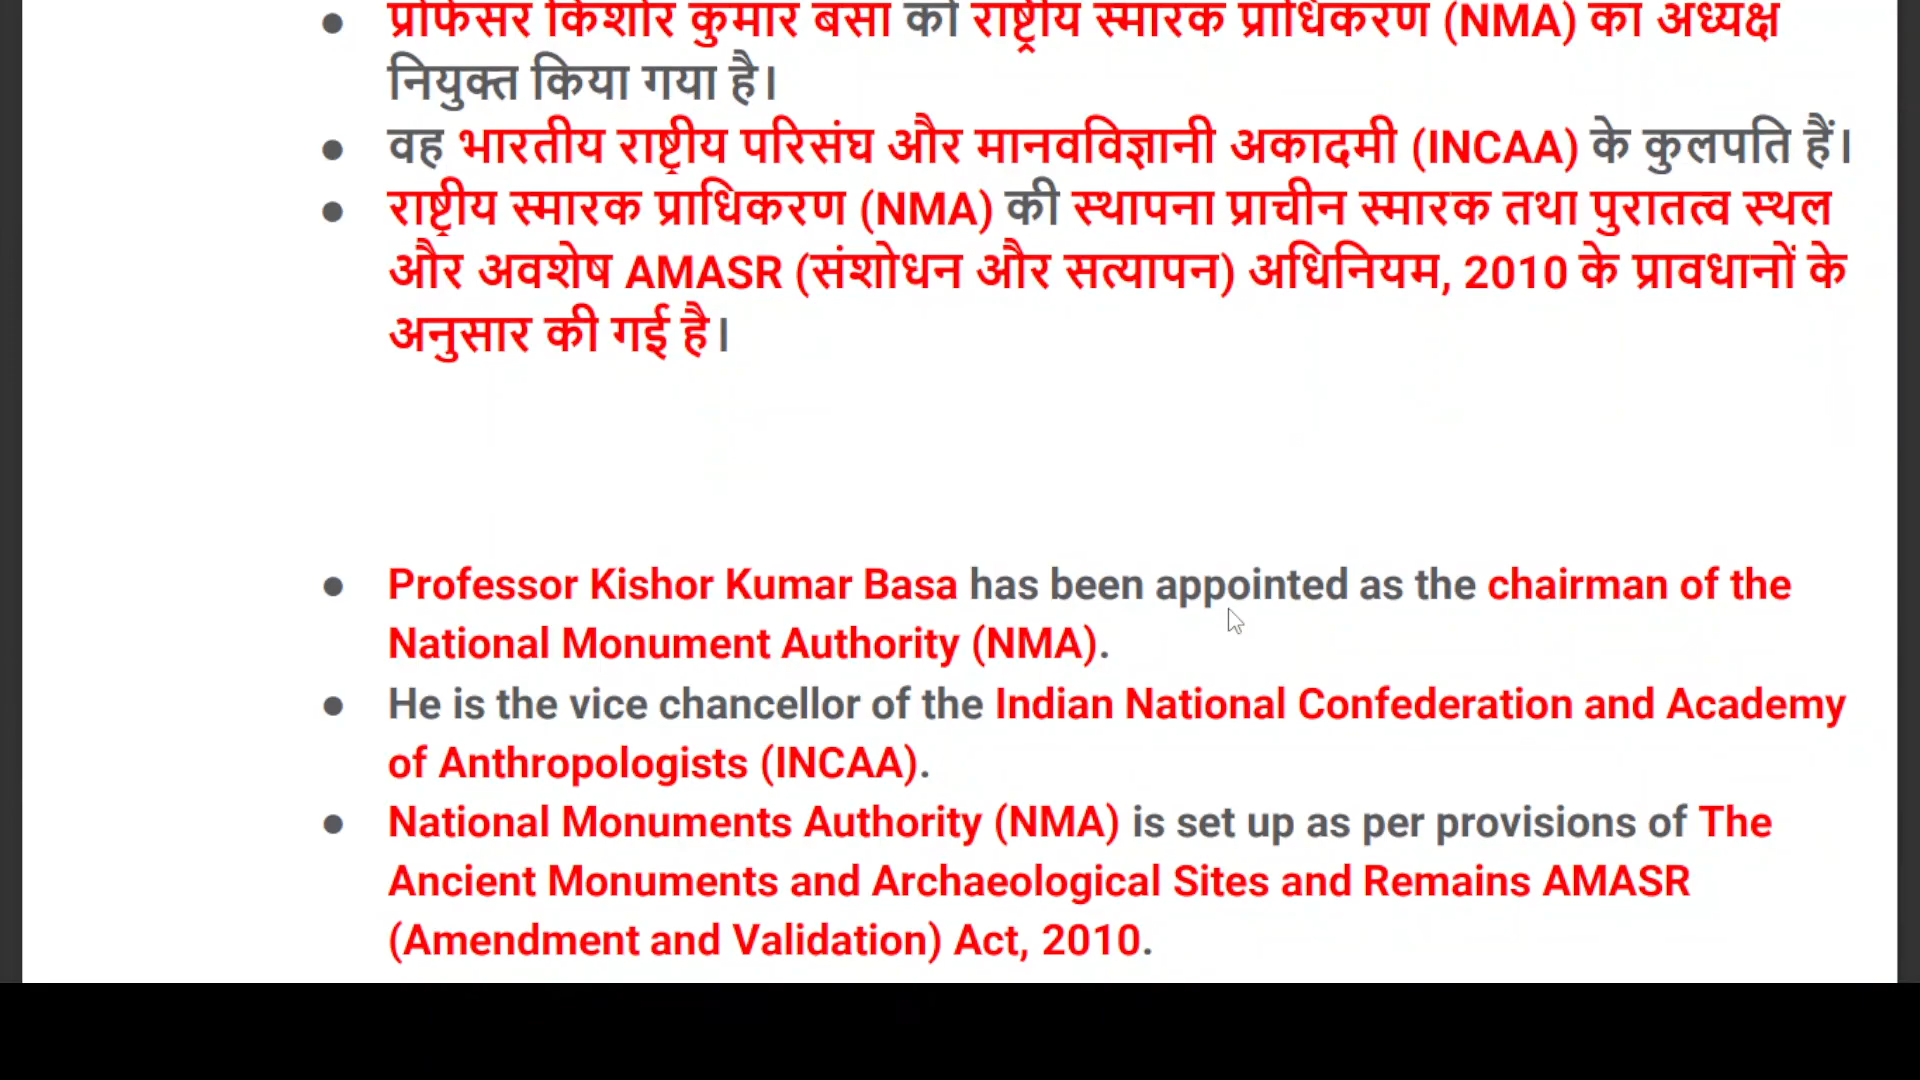 प्रोफेसर किशोर कुमार बसा को राष्ट्रीय स्मारक प्राधिकरण (NMA) का अध्यक्ष
नियुक्त किया गया है।
वह भारतीय राष्ट्रीय परिसंघ और मानवविज्ञानी अकादमी (INCAA) के कुलपति हैं।
राष्ट्रीय स्मारक प्राधिकरण (NMA) की स्थापना प्राचीन स्मारक तथा पुरातत्व स्थल
और अवशेष AMASR (संशोधन और सत्यापन) अधिनियम, 2010 के प्रावधानों के
अनुसार की गई है।
Professor Kishor Kumar Basa has been appointed as the chairman of the
National Monument Authority (NMA).
He is the vice chancellor of the Indian National Confederation and Academy
of Anthropologists (INCAA).
National Monuments Authority (NMA) is set up as per provisions of The
Ancient Monuments and Archaeological Sites and Remains AMASR
(Amendment and Validation) Act, 2010.